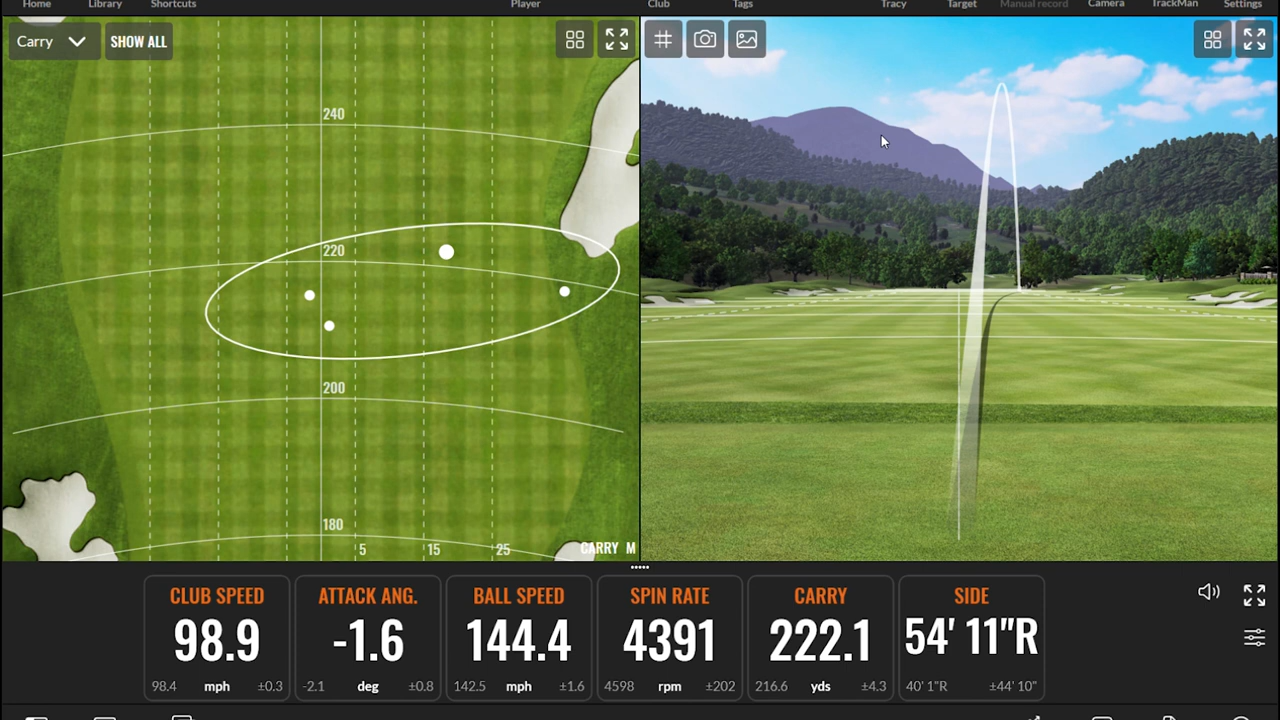 Home Library Shortcuts Player Club Tags Tracy Target Manual record Camera TrackMan Settings
Carry SHOW ALL
240
220
200
180
5 15 25
CARRY M
CLUB SPEED
98.9
98.4 mph ±0.3
ATTACK ANG.
-1.6
-2.1 deg ±0.8
BALL SPEED
144.4
142.5 mph ±1.6
SPIN RATE
4391
4598 rpm ±202
CARRY
222.1
216.6 yds ±4.3
SIDE
54' 11"R
40' 1"R ±44' 10"